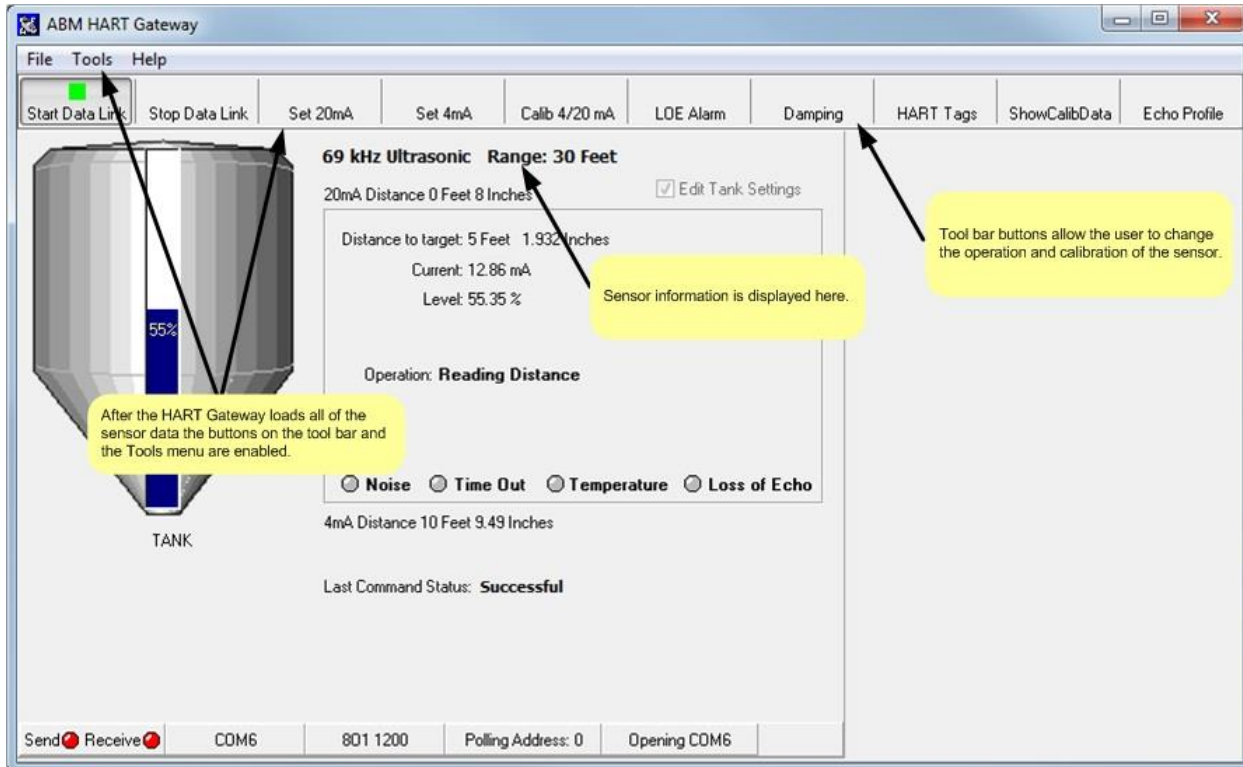 ABM HART Gateway
File Tools Help
Start Data Link Stop Data Link Set 20mA Set 4mA Calib 4/20 mA LOE Alarm Damping HART Tags ShowCalibData Echo Profile
69 kHz Ultrasonic Range: 30 Feet
20mA Distance 0 Feet 8 Inches
Edit Tank Settings
Distance to target: 5 Feet 1.932 Inches
Current: 12.86 mA
Level: 55.35 %
Operation: Reading Distance
Noise Time Out Temperature Loss of Echo
4mA Distance 10 Feet 9.49 Inches
Last Command Status: Successful
55%
TANK
After the HART Gateway loads all of the
sensor data the buttons on the tool bar and
the Tools menu are enabled.
Sensor information is displayed here.
Tool bar buttons allow the user to change
the operation and calibration of the sensor.
Send Receive COM6 8O1 1200 Polling Address: 0 Opening COM6